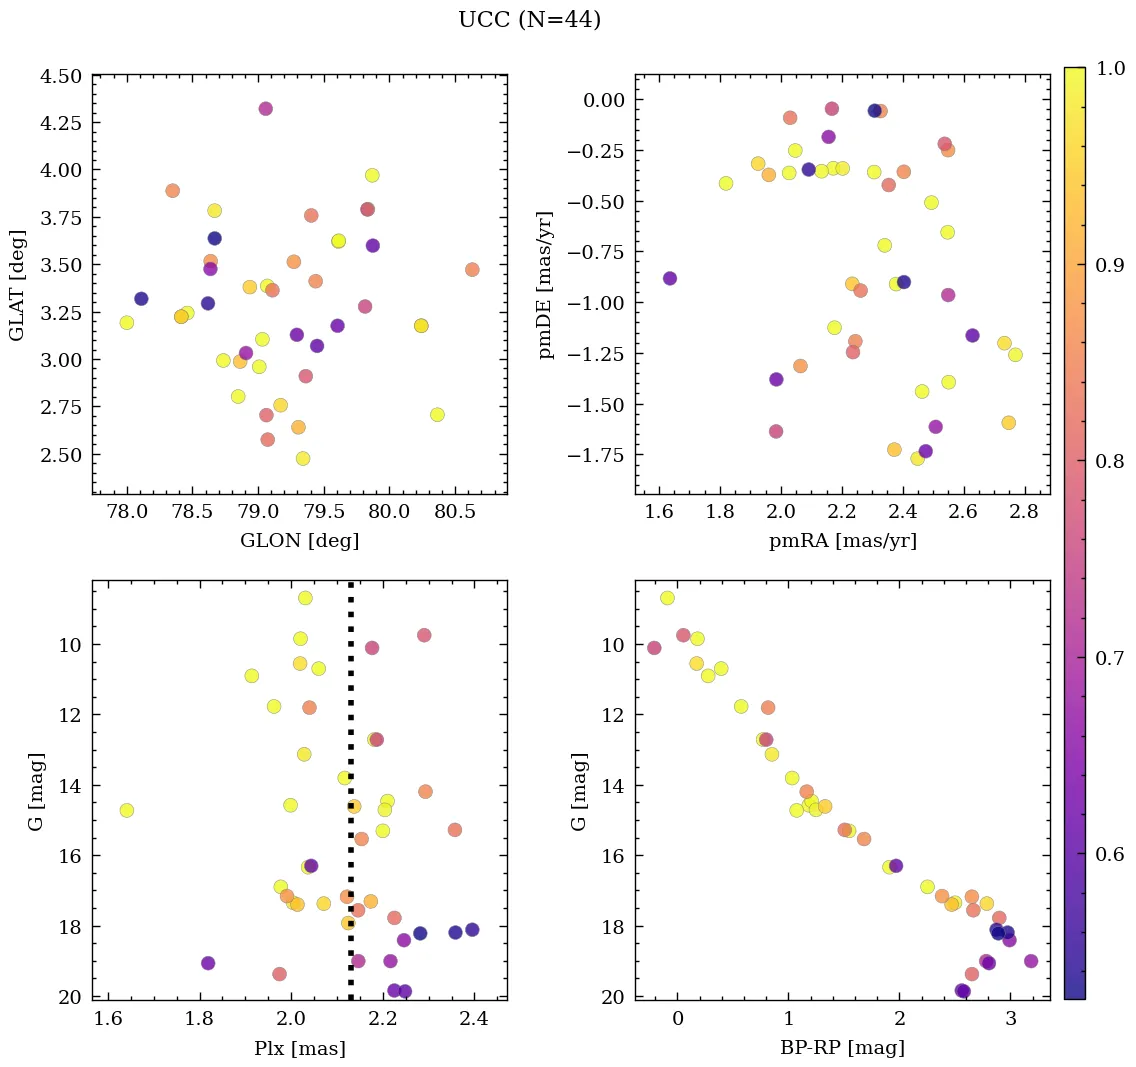 UCC (N=44)
4.50
4.25
4.00
3.75
3.50
3.25
3.00
2.75
2.50
GLAT [deg]
78.0 78.5 79.0 79.5 80.0 80.5
GLON [deg]
0.00
−0.25
−0.50
−0.75
−1.00
−1.25
−1.50
−1.75
pmDE [mas/yr]
1.6 1.8 2.0 2.2 2.4 2.6 2.8
pmRA [mas/yr]
10
12
14
16
18
20
G [mag]
1.6 1.8 2.0 2.2 2.4
Plx [mas]
10
12
14
16
18
20
G [mag]
0 1 2 3
BP-RP [mag]
1.0
0.9
0.8
0.7
0.6